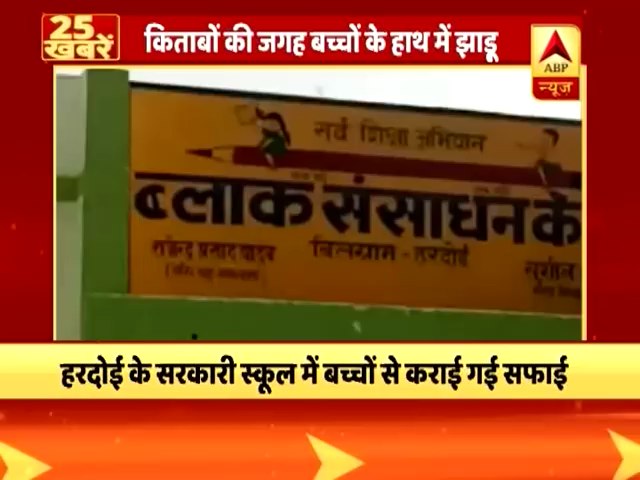 25
खबरें
किताबों की जगह बच्चों के हाथ में झाडू
ABP
न्यूज़
सर्व शिक्षा अभियान
ब्लाक संसाधन के
बिलग्राम - हरदोई
हरदोई के सरकारी स्कूल में बच्चों से कराई गई सफाई